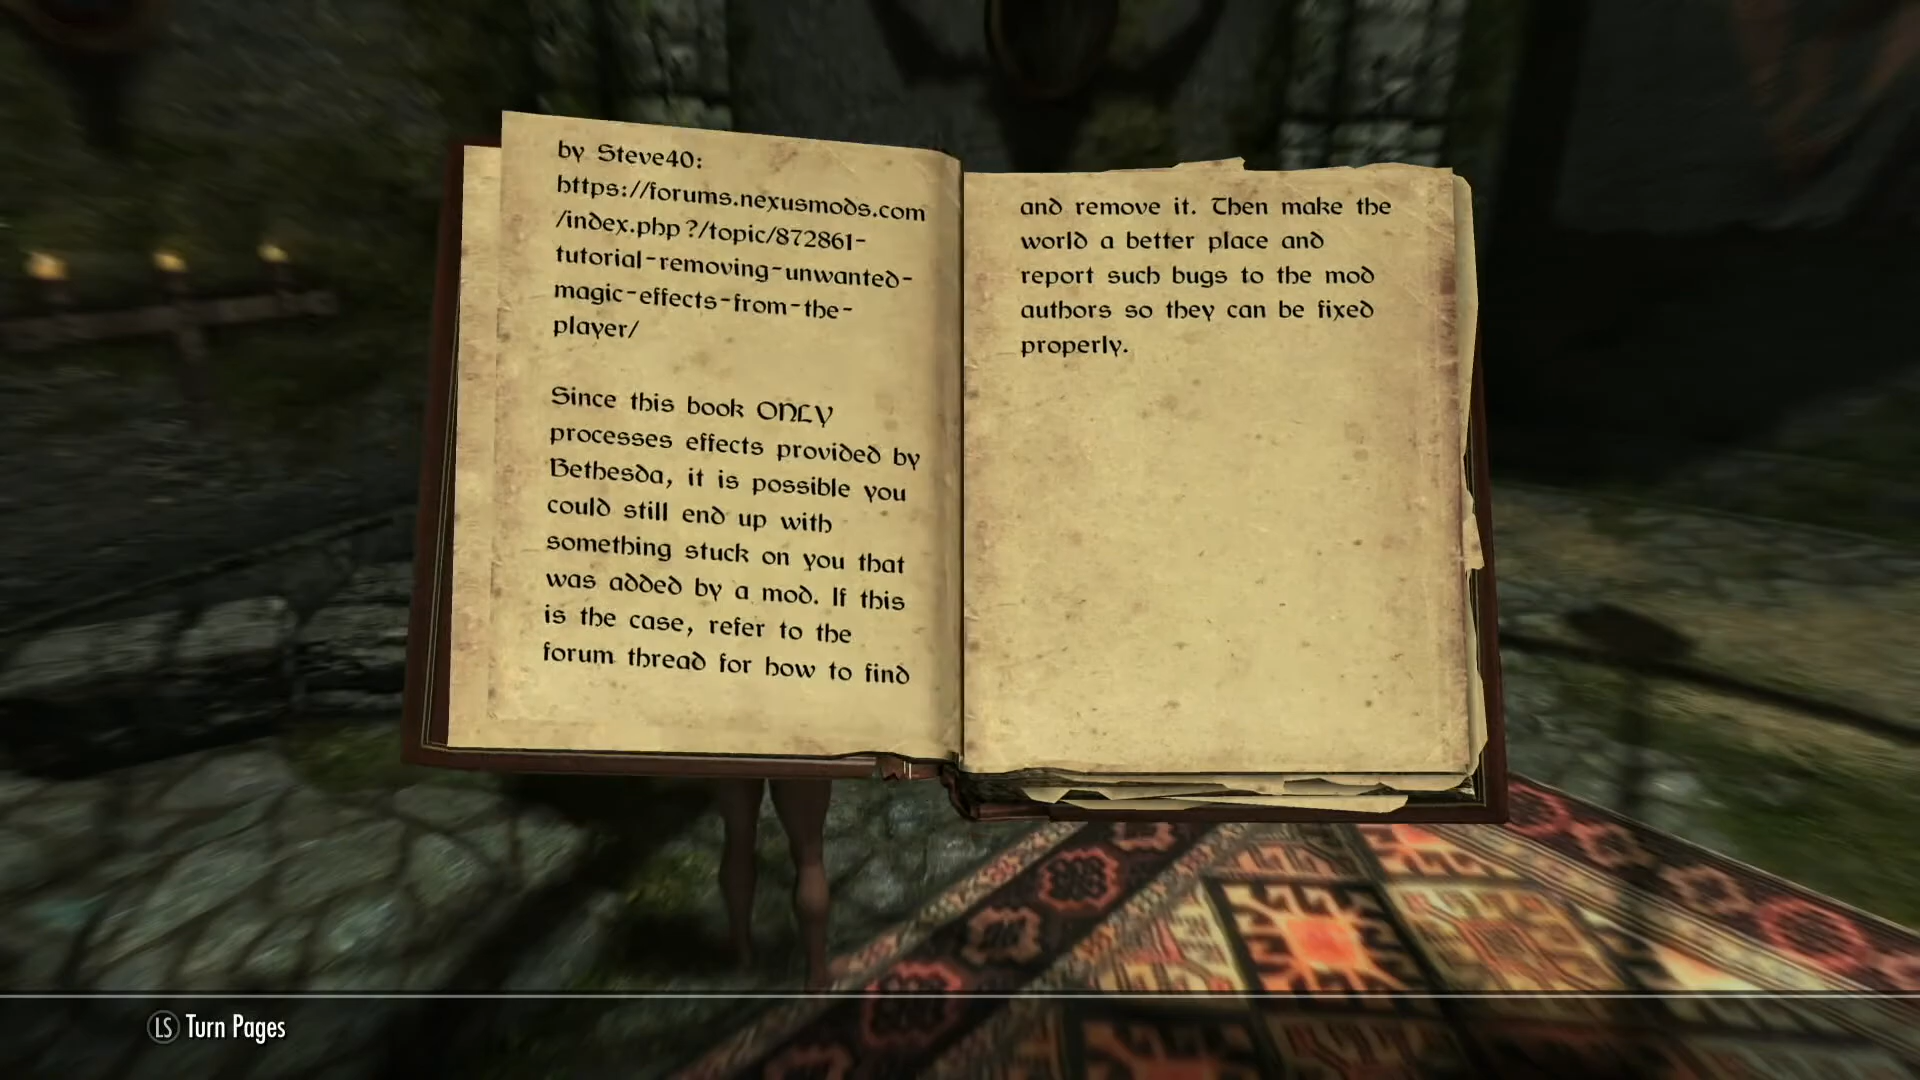 by Steve40:
https://forums.nexusmods.com
/index.php?/topic/872861-
tutorial-removing-unwanted-
magic-effects-from-the-
player/
Since this book ONLY
processes effects provided by
Bethesda, it is possible you
could still end up with
something stuck on you that
was added by a mod. If this
is the case, refer to the
forum thread for how to find
and remove it. Then make the
world a better place and
report such bugs to the mod
authors so they can be fixed
properly.
LS Turn Pages